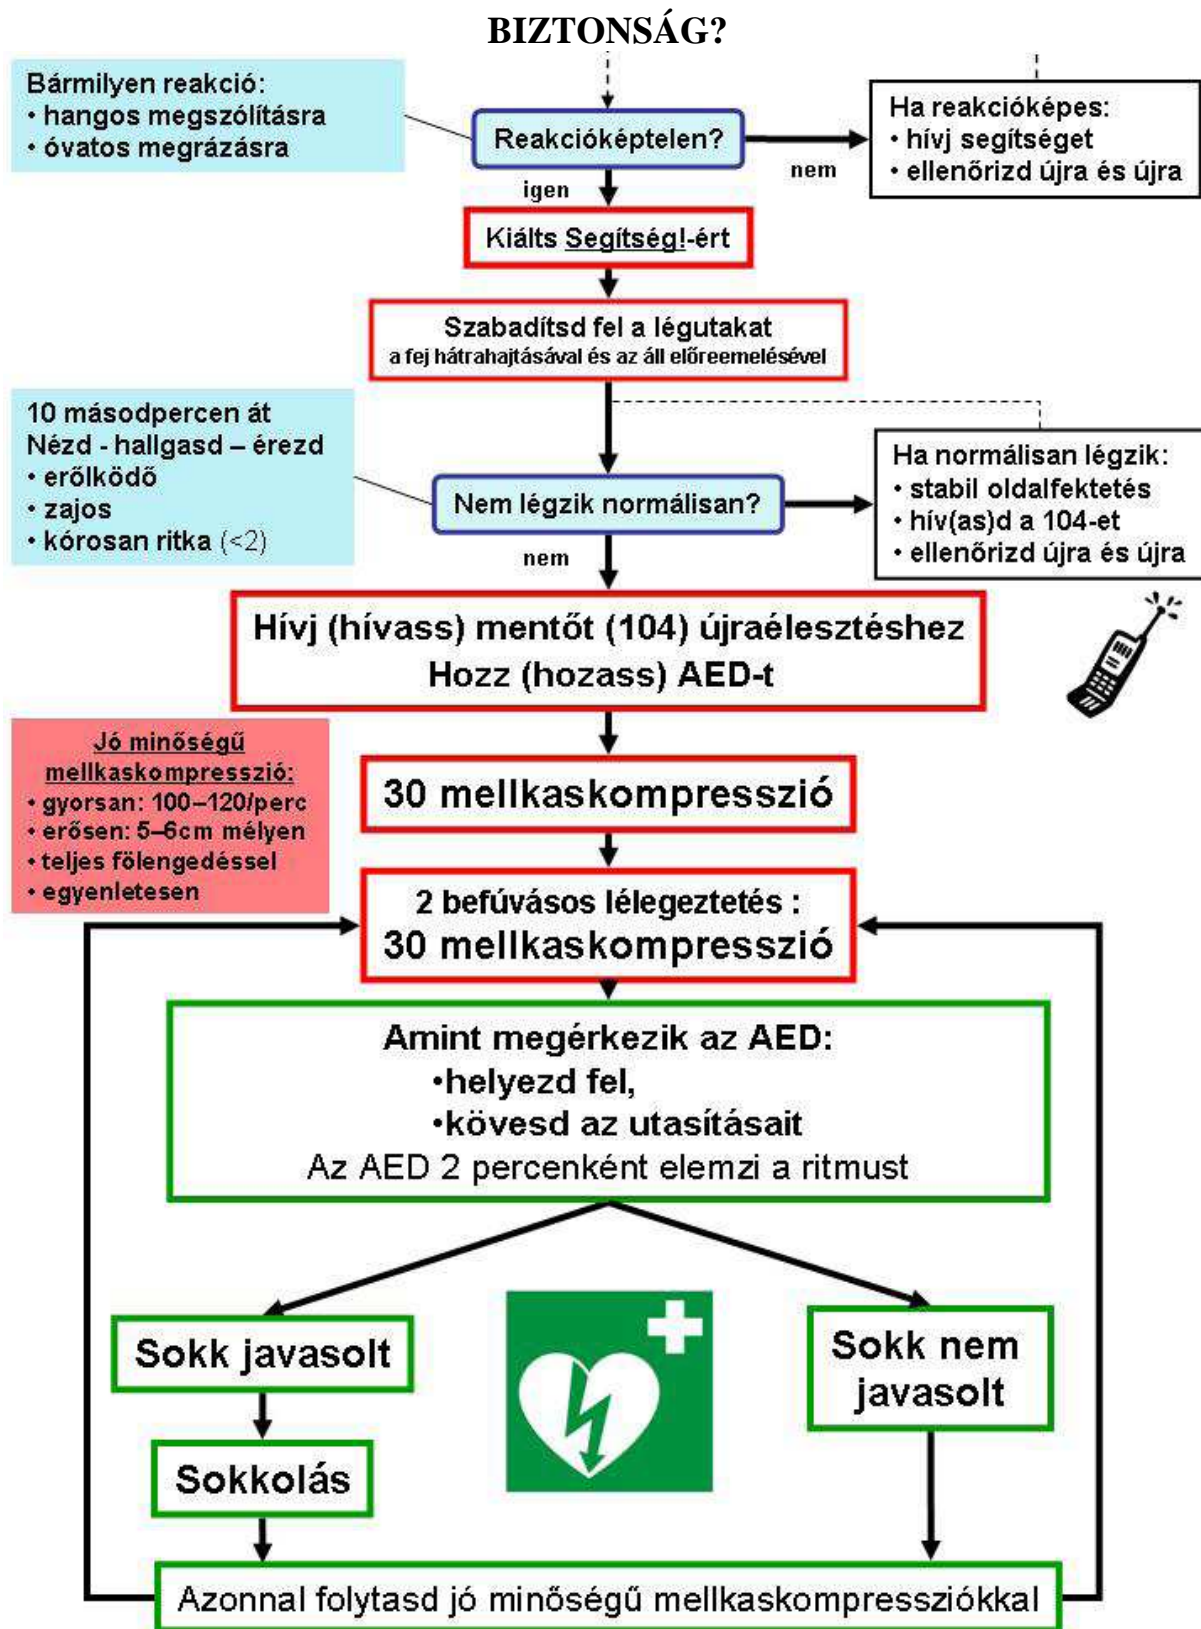 BIZTONSÁG?
Bármilyen reakció:
• hangos megszólításra
• óvatos megrázásra
Reakcióképtelen?
nem
Ha reakcióképes:
• hívj segítséget
• ellenőrizd újra és újra
igen
Kiálts Segítség!-ért
Szabadítsd fel a légutakat
a fej hátrahajtásával és az áll előreemelésével
10 másodpercen át
Nézd - hallgasd – érezd
• erőlködő
• zajos
• kórosan ritka (<2)
Nem légzik normálisan?
Ha normálisan légzik:
• stabil oldalfektetés
• hív(as)d a 104-et
• ellenőrizd újra és újra
nem
Hívj (hívass) mentőt (104) újraélesztéshez
Hozz (hozass) AED-t
Jó minőségű
mellkaskompresszió:
• gyorsan: 100–120/perc
• erősen: 5–6cm mélyen
• teljes fölengedéssel
• egyenletesen
30 mellkaskompresszió
2 befúvásos lélegeztetés :
30 mellkaskompresszió
Amint megérkezik az AED:
•helyezd fel,
•kövesd az utasításait
Az AED 2 percenként elemzi a ritmust
Sokk javasolt
Sokk nem
javasolt
Sokkolás
Azonnal folytasd jó minőségű mellkaskompressziókkal